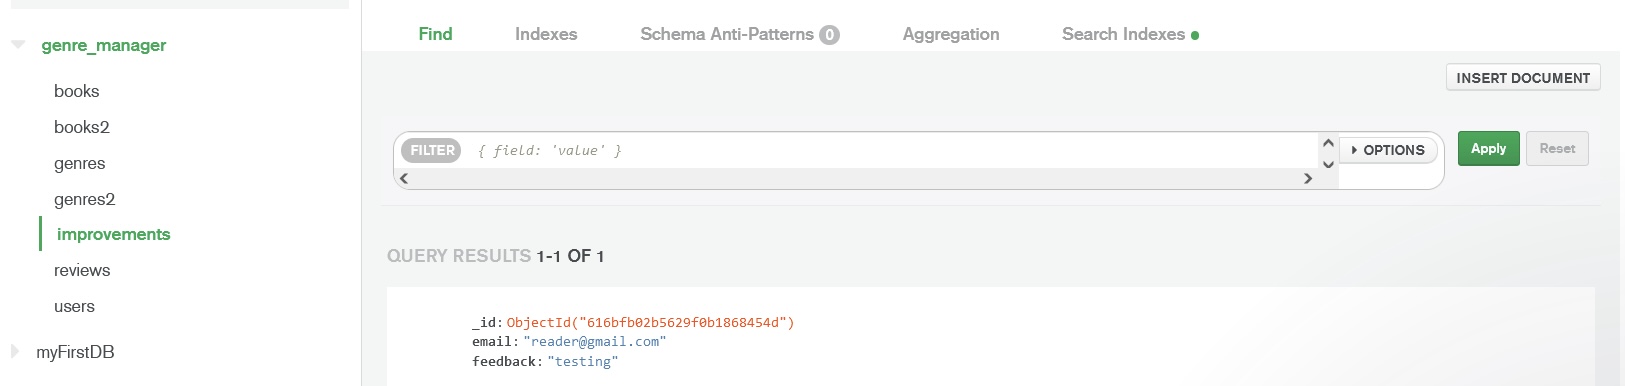 genre_manager
books
books2
genres
genres2
improvements
reviews
users
myFirstDB
Find Indexes Schema Anti-Patterns 0 Aggregation Search Indexes
INSERT DOCUMENT
FILTER { field: 'value' } OPTIONS Apply Reset
QUERY RESULTS 1-1 OF 1
_id: ObjectId("616bfb02b5629f0b1868454d")
email: "reader@gmail.com"
feedback: "testing"